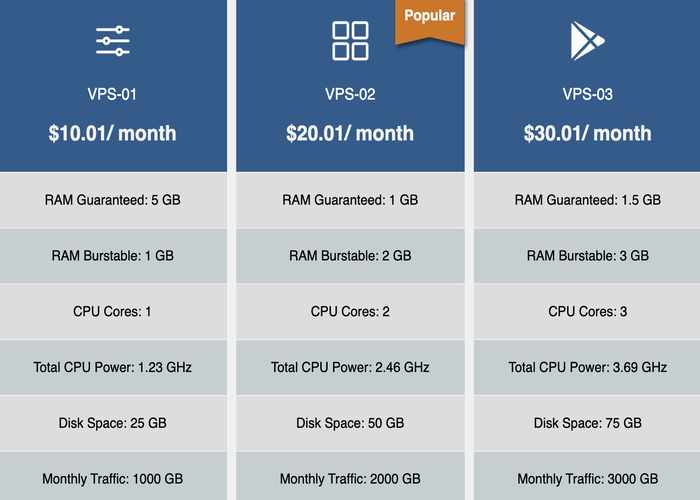 Popular
VPS-01
$10.01/ month
RAM Guaranteed: 5 GB
RAM Burstable: 1 GB
CPU Cores: 1
Total CPU Power: 1.23 GHz
Disk Space: 25 GB
Monthly Traffic: 1000 GB
VPS-02
$20.01/ month
RAM Guaranteed: 1 GB
RAM Burstable: 2 GB
CPU Cores: 2
Total CPU Power: 2.46 GHz
Disk Space: 50 GB
Monthly Traffic: 2000 GB
VPS-03
$30.01/ month
RAM Guaranteed: 1.5 GB
RAM Burstable: 3 GB
CPU Cores: 3
Total CPU Power: 3.69 GHz
Disk Space: 75 GB
Monthly Traffic: 3000 GB